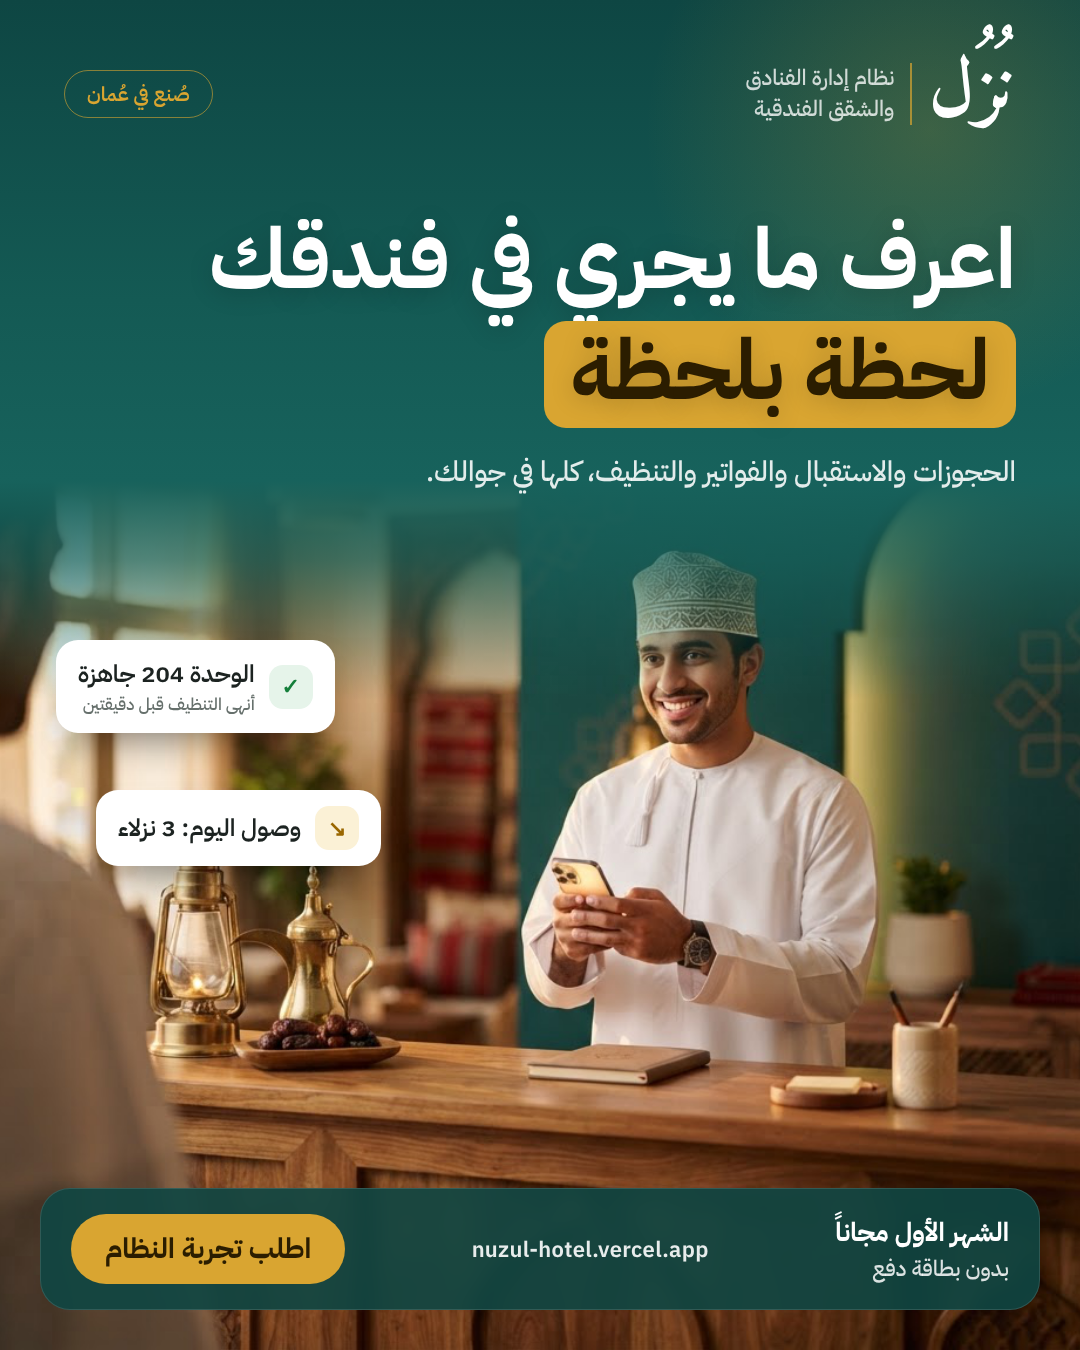 نُزُل
نظام إدارة الفنادق
والشقق الفندقية
صُنع في عُمان
اعرف ما يجري في فندقك
لحظة بلحظة
الحجوزات والاستقبال والفواتير والتنظيف، كلها في جوالك.
الوحدة 204 جاهزة
✓
أنهى التنظيف قبل دقيقتين
↘
وصول اليوم: 3 نزلاء
الشهر الأول مجاناً
بدون بطاقة دفع
nuzul-hotel.vercel.app
اطلب تجربة النظام